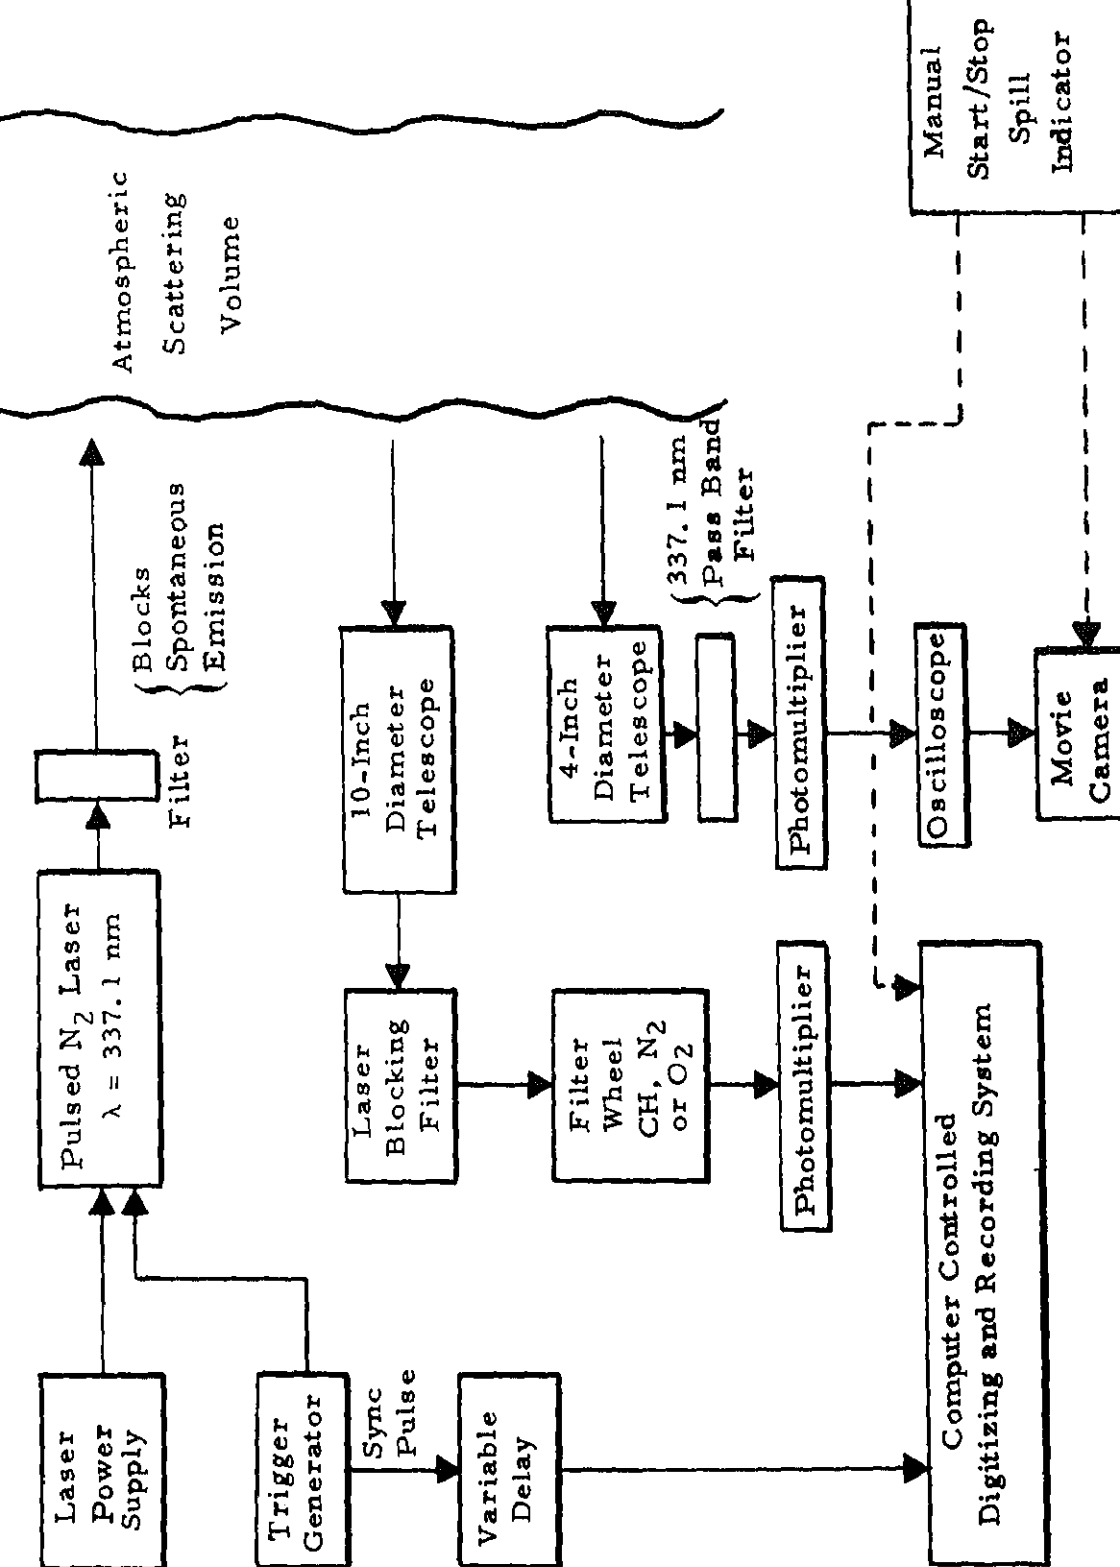 Laser
Power
Supply
Pulsed N2 Laser
λ = 337.1 nm
Filter
Blocks
Spontaneous
Emission
Atmospheric
Scattering
Volume
Trigger
Generator
Sync
Pulse
Variable
Delay
Laser
Blocking
Filter
10-Inch
Diameter
Telescope
Filter
Wheel
CH, N2
or O2
4-Inch
Diameter
Telescope
337.1 nm
Pass Band
Filter
Photomultiplier
Photomultiplier
Computer Controlled
Digitizing and Recording System
Oscilloscope
Movie
Camera
Manual
Start/Stop
Spill
Indicator